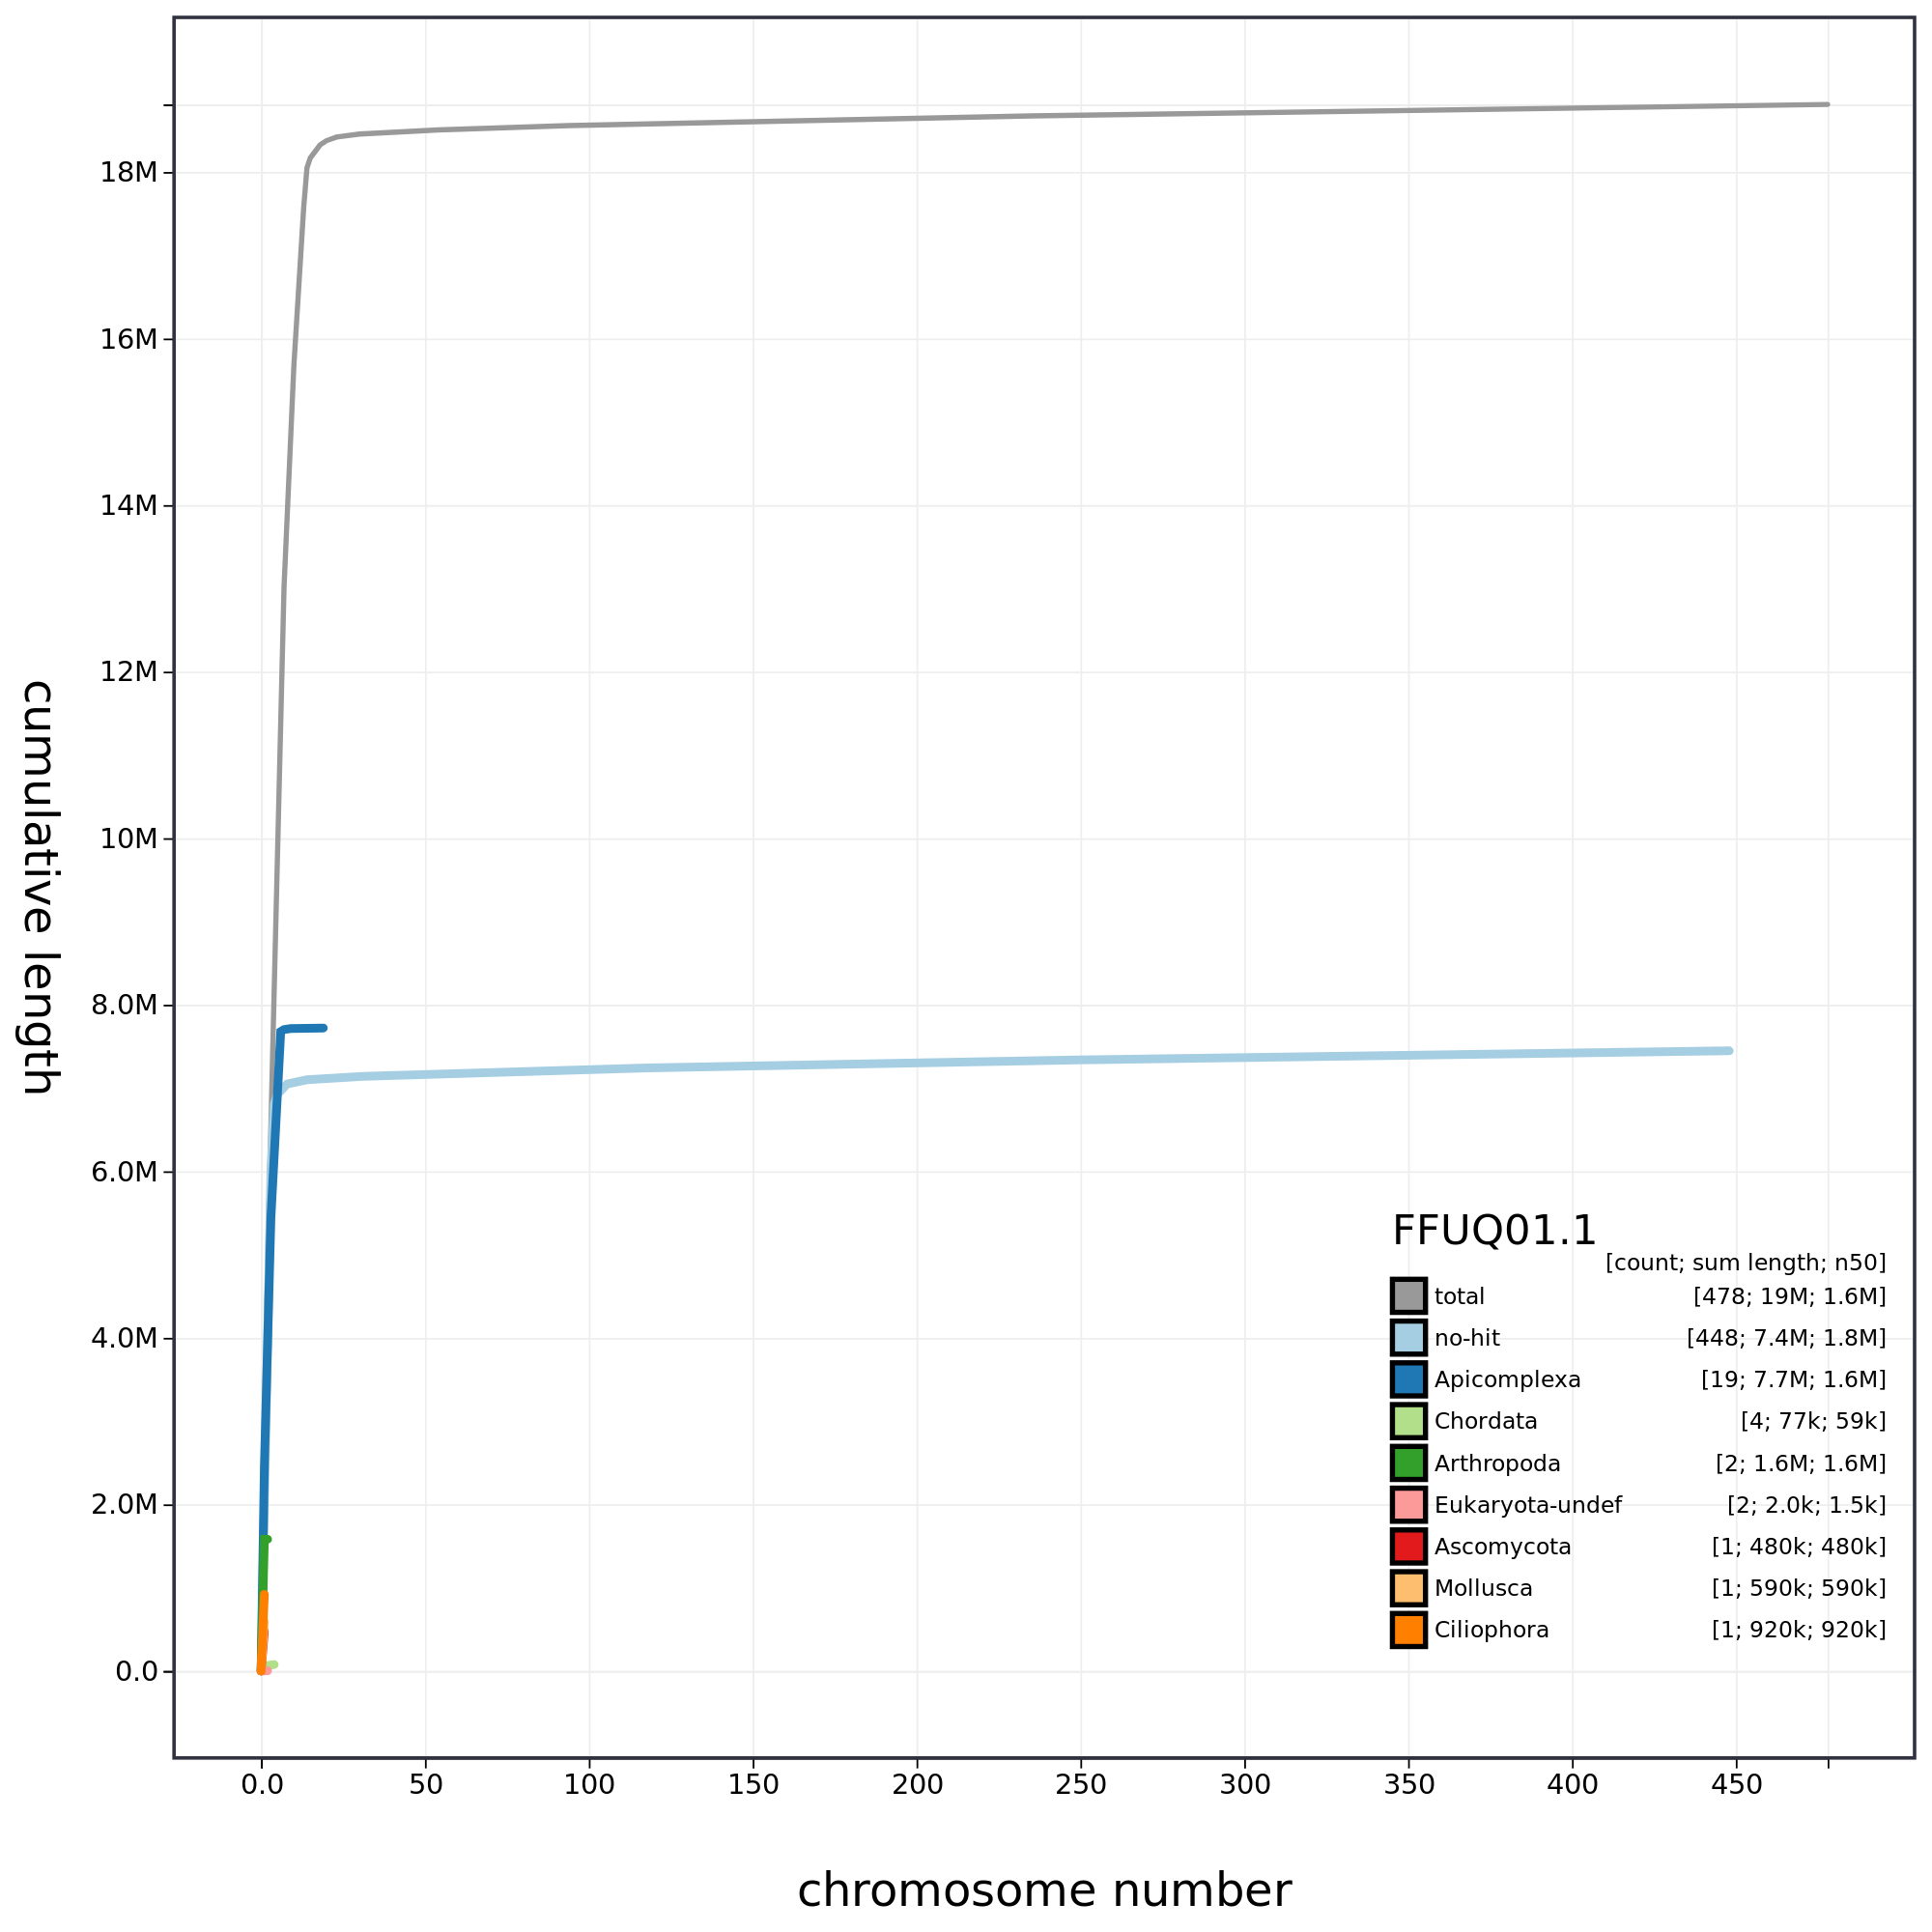 18M
16M
14M
12M
10M
8.0M
6.0M
4.0M
2.0M
0.0
cumulative length
FFUQ01.1
[count; sum length; n50]
total [478; 19M; 1.6M]
no-hit [448; 7.4M; 1.8M]
Apicomplexa [19; 7.7M; 1.6M]
Chordata [4; 77k; 59k]
Arthropoda [2; 1.6M; 1.6M]
Eukaryota-undef [2; 2.0k; 1.5k]
Ascomycota [1; 480k; 480k]
Mollusca [1; 590k; 590k]
Ciliophora [1; 920k; 920k]
0.0 50 100 150 200 250 300 350 400 450
chromosome number